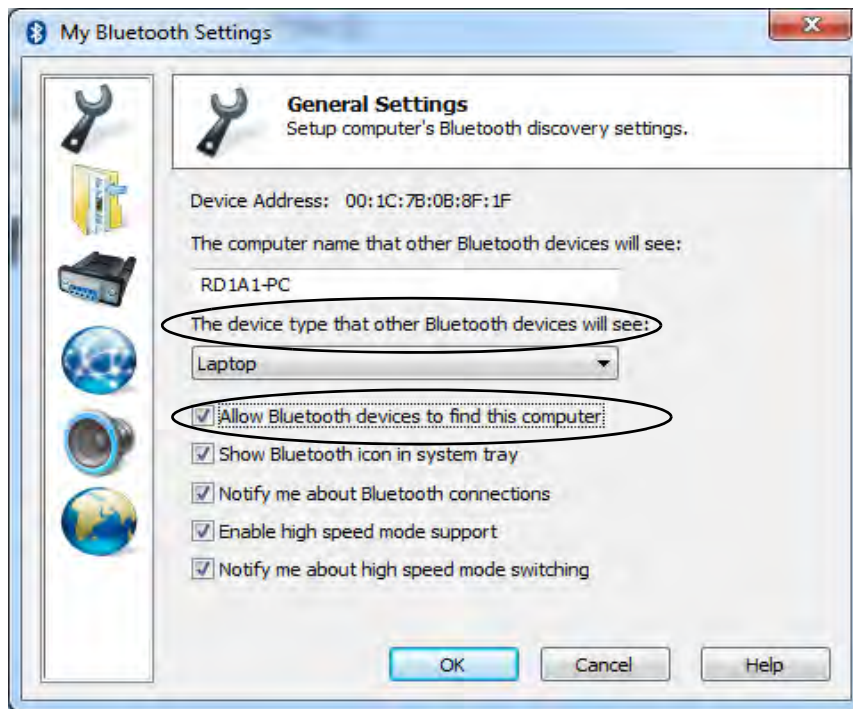 My Bluetooth Settings
General Settings
Setup computer's Bluetooth discovery settings.
Device Address: 00:1C:7B:0B:8F:1F
The computer name that other Bluetooth devices will see:
RD1A1-PC
The device type that other Bluetooth devices will see:
Laptop
Allow Bluetooth devices to find this computer
Show Bluetooth icon in system tray
Notify me about Bluetooth connections
Enable high speed mode support
Notify me about high speed mode switching
OK Cancel Help